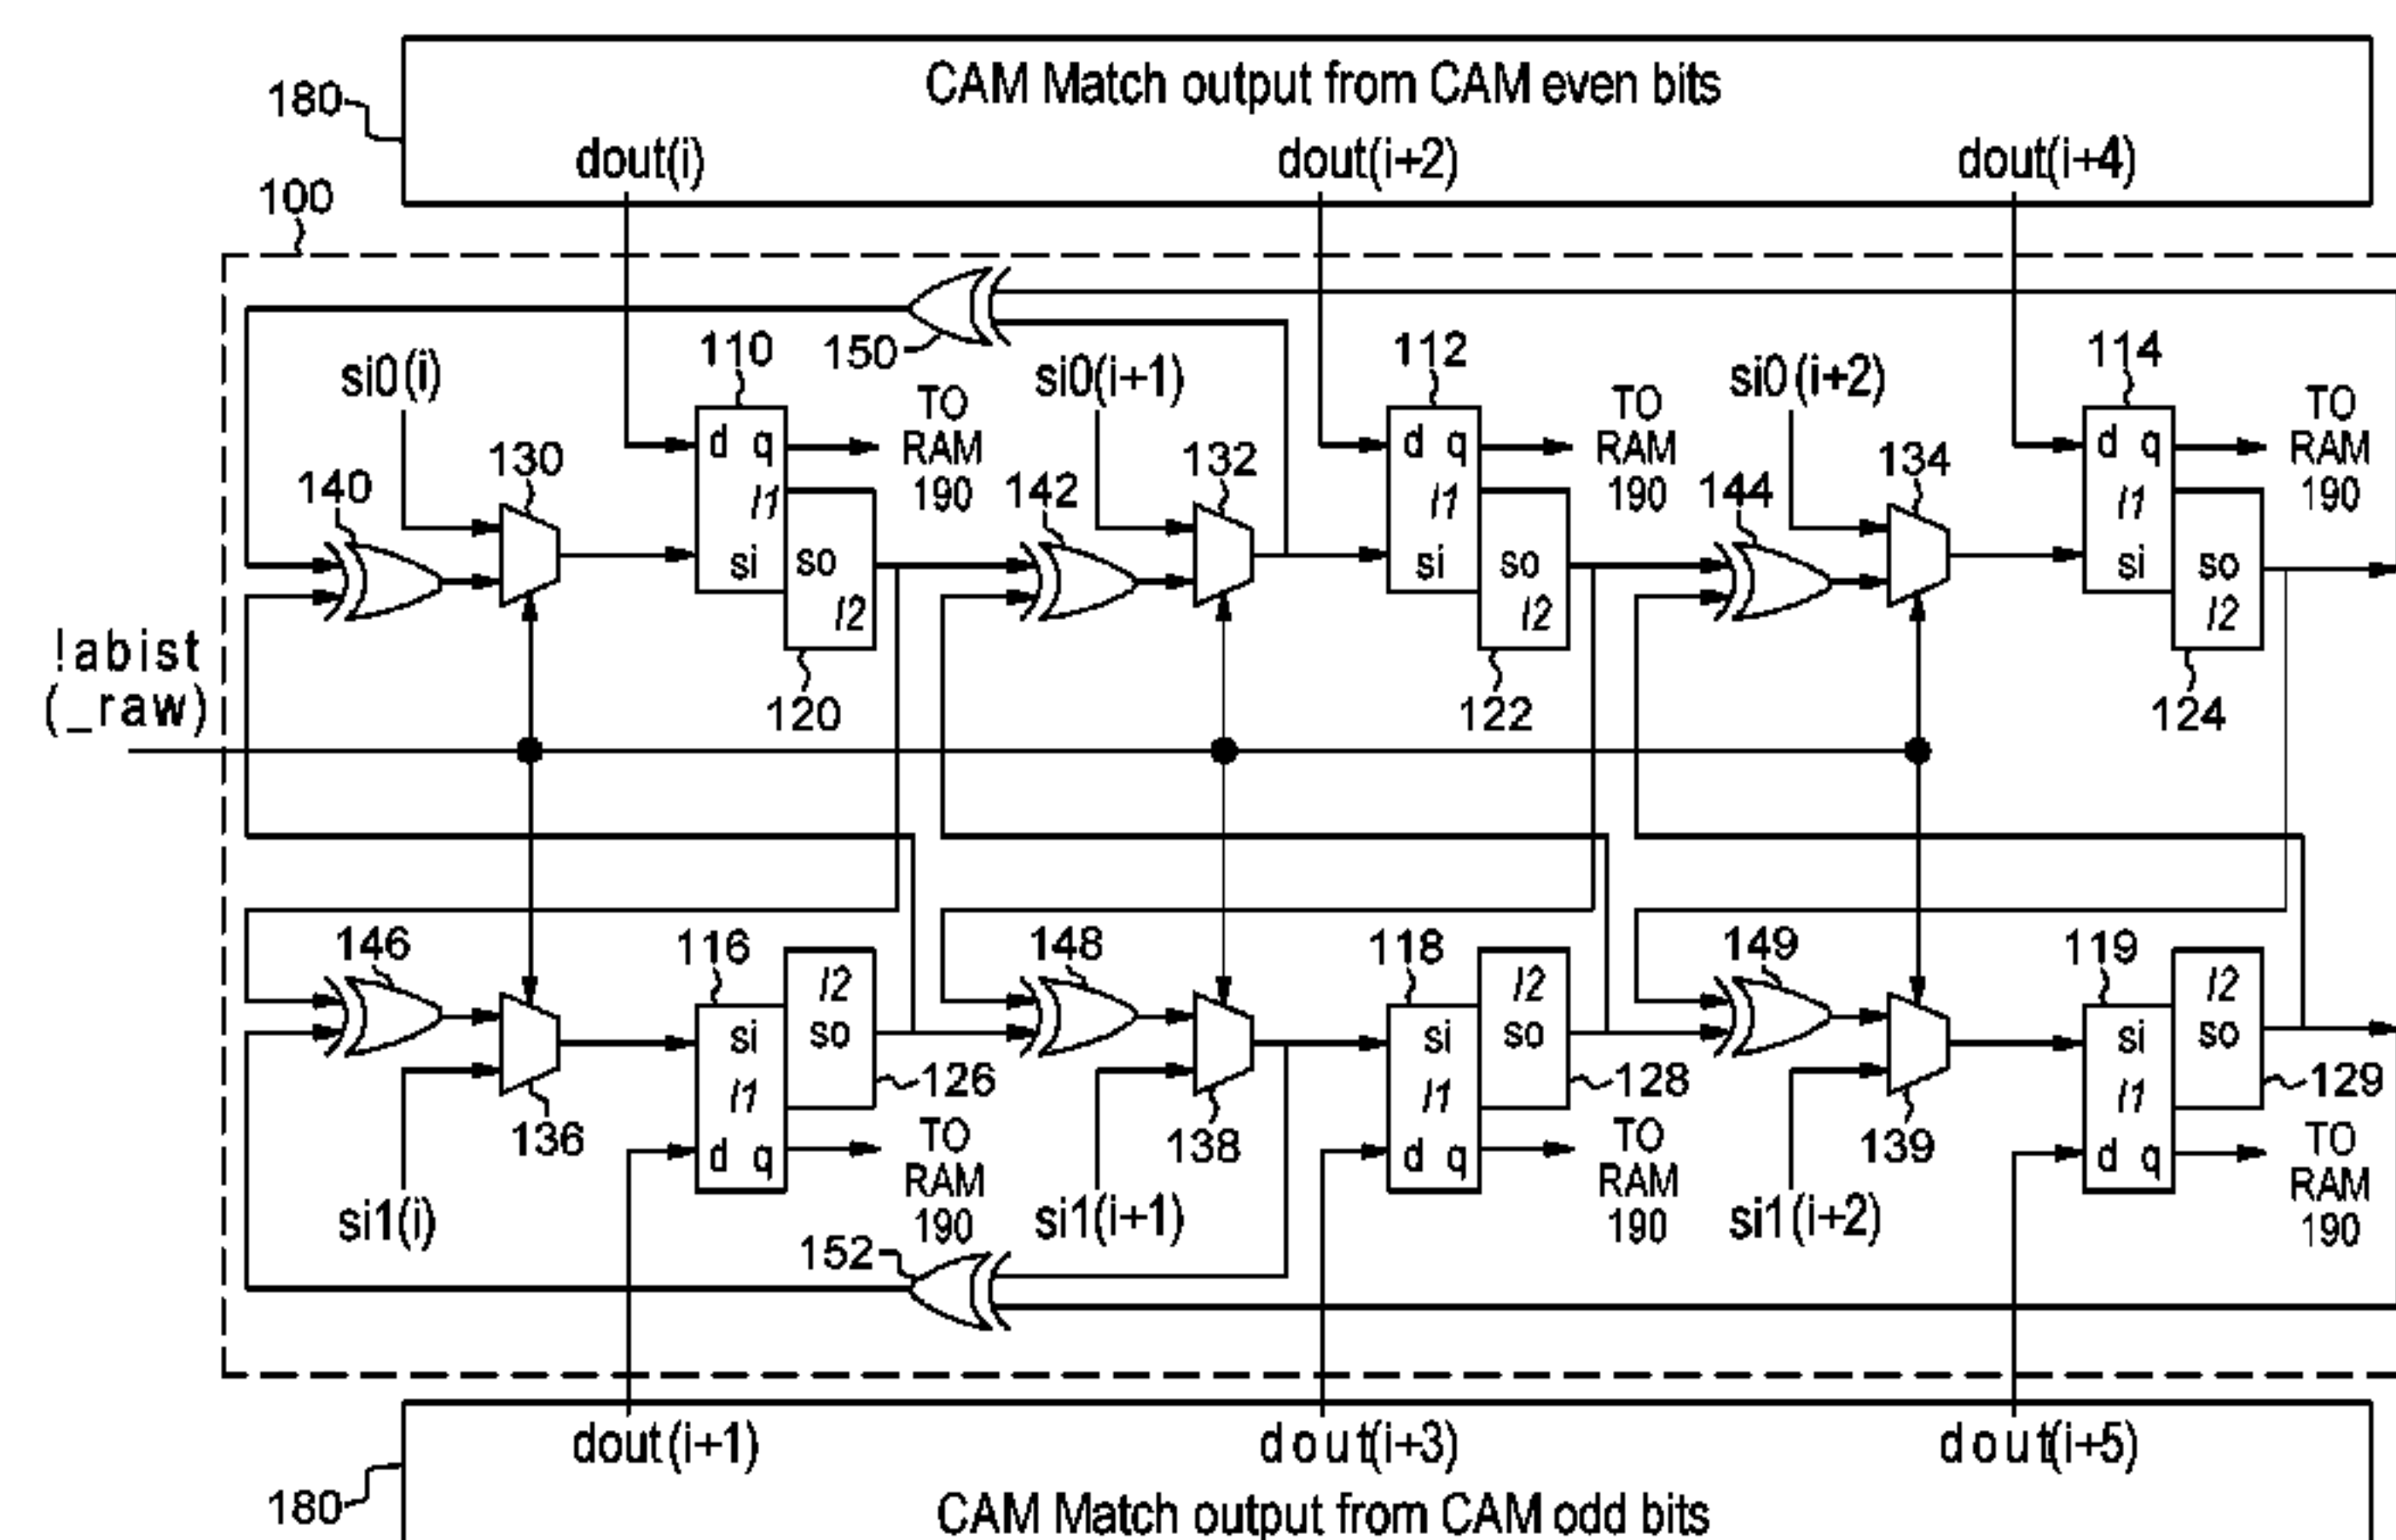 CAM Match output from CAM even bits
180
dout(i)
dout(i+2)
dout(i+4)
100
150
110
112
114
si0(i)
si0(i+1)
si0(i+2)
TO
RAM
190
TO
RAM
190
TO
RAM
190
140
130
142
132
144
134
d q
l1
si
so
l2
d q
l1
si
so
l2
d q
l1
si
so
l2
!abist
(_raw)
120
122
124
146
116
148
118
149
119
l2
so
si
l1
d q
l2
so
si
l1
d q
l2
so
si
l1
d q
126
128
129
136
138
139
TO
RAM
190
TO
RAM
190
TO
RAM
190
si1(i)
si1(i+1)
si1(i+2)
152
dout(i+1)
dout(i+3)
dout(i+5)
180
CAM Match output from CAM odd bits